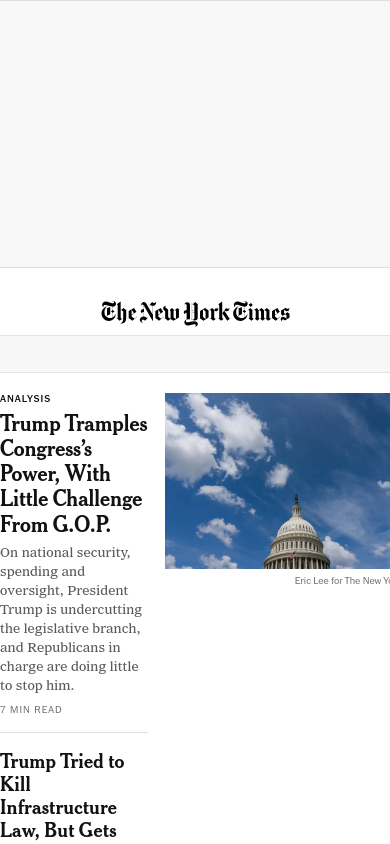 The New York Times
ANALYSIS
Trump Tramples
Congress’s
Power, With
Little Challenge
From G.O.P.
On national security,
spending and
oversight, President
Trump is undercutting
the legislative branch,
and Republicans in
charge are doing little
to stop him.
7 MIN READ
Eric Lee for The New Yo
Trump Tried to
Kill
Infrastructure
Law, But Gets